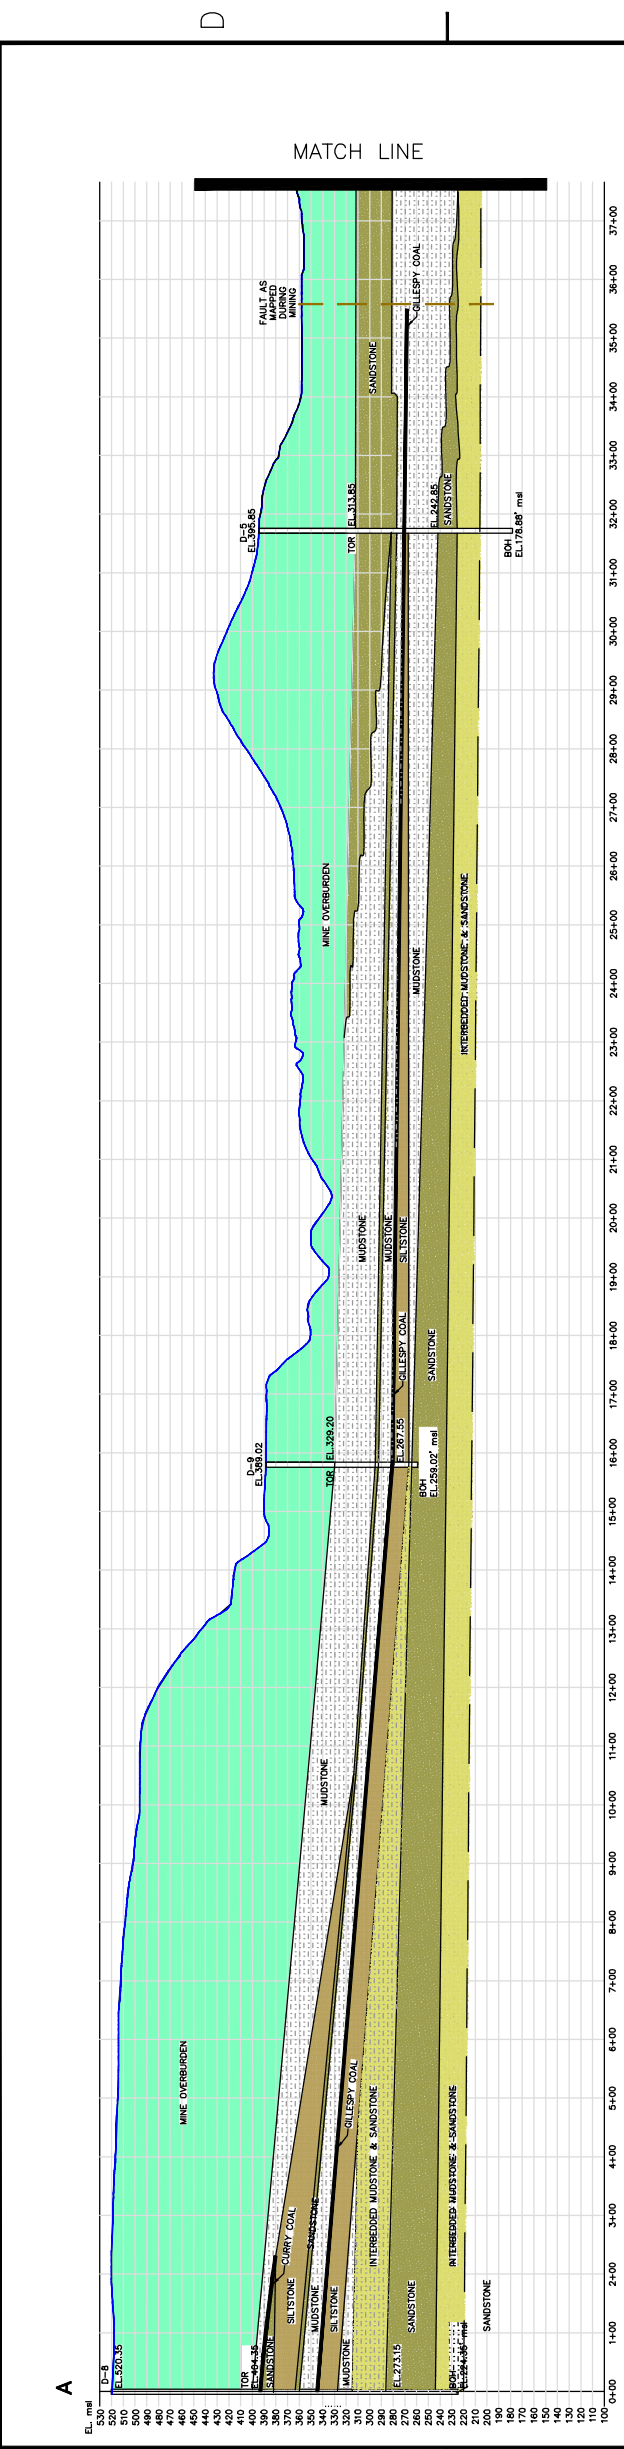 D
MATCH LINE
A
EL. msl
530
520
510
500
490
480
470
460
450
440
430
420
410
400
390
380
370
360
350
340
330
320
310
300
290
280
270
260
250
240
230
220
210
200
190
180
170
160
150
140
130
120
110
100
0+00
1+00
2+00
3+00
4+00
5+00
6+00
7+00
8+00
9+00
10+00
11+00
12+00
13+00
14+00
15+00
16+00
17+00
18+00
19+00
20+00
21+00
22+00
23+00
24+00
25+00
26+00
27+00
28+00
29+00
30+00
31+00
32+00
33+00
34+00
35+00
36+00
37+00
D-8
EL.520.35
TOR
EL.404.35
SANDSTONE
CURRY COAL
SILTSTONE
SANDSTONE
MUDSTONE
SILTSTONE
GILLESPY COAL
MUDSTONE
INTERBEDDED MUDSTONE & SANDSTONE
EL.273.15
SANDSTONE
INTERBEDDED MUDSTONE & SANDSTONE
BOH
SANDSTONE
MINE OVERBURDEN
MUDSTONE
D-9
EL.389.02
TOR
EL.329.20
EL.267.55
BOH
EL.259.02' msl
GILLESPY COAL
SANDSTONE
MUDSTONE
MUDSTONE
SILTSTONE
MINE OVERBURDEN
MUDSTONE
INTERBEDDED MUDSTONE & SANDSTONE
D-5
EL.395.85
TOR
EL.313.85
EL.242.85
SANDSTONE
BOH
EL.178.88' msl
SANDSTONE
GILLESPY COAL
FAULT AS
MAPPED
DURING
MINING